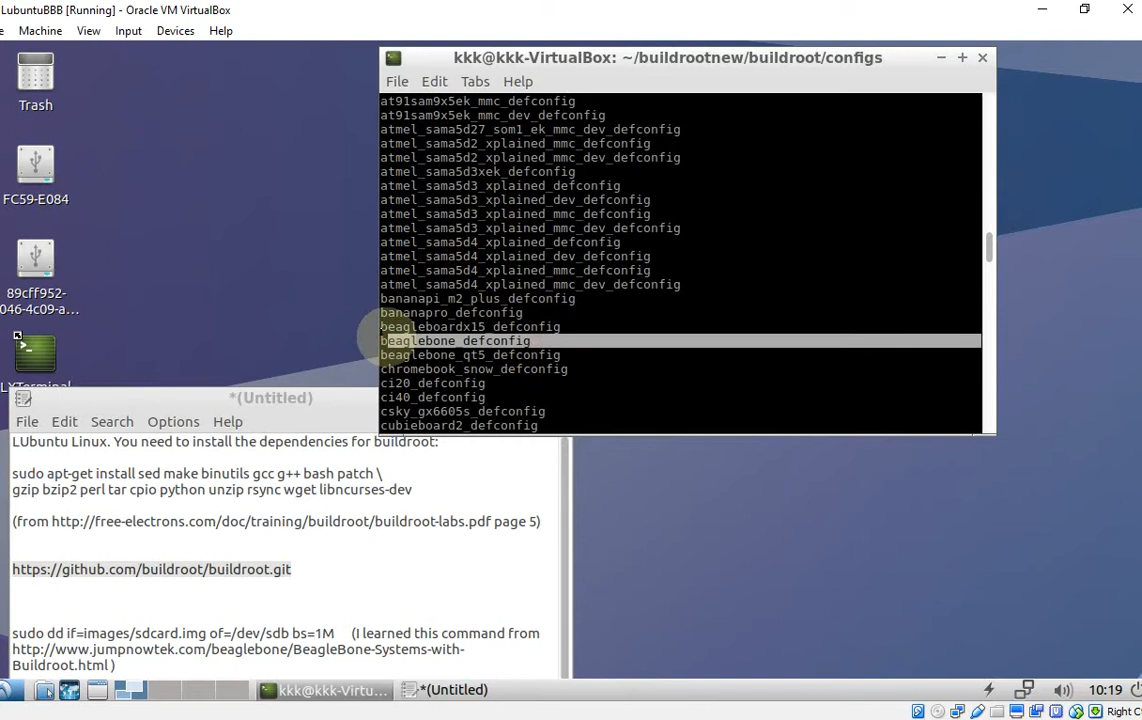 LubuntuBBB [Running] - Oracle VM VirtualBox
Machine View Input Devices Help
Trash
FC59-E084
89cff952-
046-4c09-a...
LXTerminal
kkk@kkk-VirtualBox: ~/buildrootnew/buildroot/configs
File Edit Tabs Help
at91sam9x5ek_mmc_defconfig
at91sam9x5ek_mmc_dev_defconfig
atmel_sama5d27_som1_ek_mmc_dev_defconfig
atmel_sama5d2_xplained_mmc_defconfig
atmel_sama5d2_xplained_mmc_dev_defconfig
atmel_sama5d3xek_defconfig
atmel_sama5d3_xplained_defconfig
atmel_sama5d3_xplained_dev_defconfig
atmel_sama5d3_xplained_mmc_defconfig
atmel_sama5d3_xplained_mmc_dev_defconfig
atmel_sama5d4_xplained_defconfig
atmel_sama5d4_xplained_dev_defconfig
atmel_sama5d4_xplained_mmc_defconfig
atmel_sama5d4_xplained_mmc_dev_defconfig
bananapi_m2_plus_defconfig
bananapro_defconfig
beagleboardx15_defconfig
beaglebone_defconfig
beaglebone_qt5_defconfig
chromebook_snow_defconfig
ci20_defconfig
ci40_defconfig
csky_gx6605s_defconfig
cubieboard2_defconfig
*(Untitled)
File Edit Search Options Help
LUbuntu Linux. You need to install the dependencies for buildroot:
sudo apt-get install sed make binutils gcc g++ bash patch \
gzip bzip2 perl tar cpio python unzip rsync wget libncurses-dev
(from http://free-electrons.com/doc/training/buildroot/buildroot-labs.pdf page 5)
https://github.com/buildroot/buildroot.git
sudo dd if=images/sdcard.img of=/dev/sdb bs=1M (I learned this command from
http://www.jumpnowtek.com/beaglebone/BeagleBone-Systems-with-
Buildroot.html )
kkk@kkk-Virtu... *(Untitled) 10:19
Right C